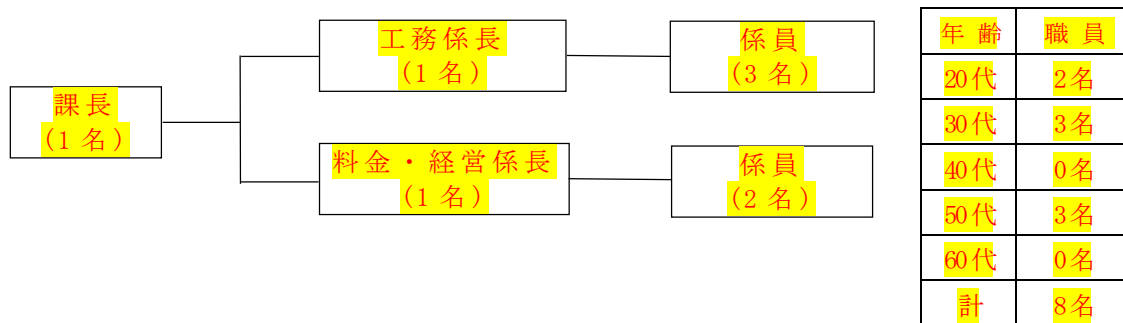 課長
(1名)
工務係長
(1名)
係員
(3名)
料金・経営係長
(1名)
係員
(2名)
年齢 職員
20代 2名
30代 3名
40代 0名
50代 3名
60代 0名
計 8名